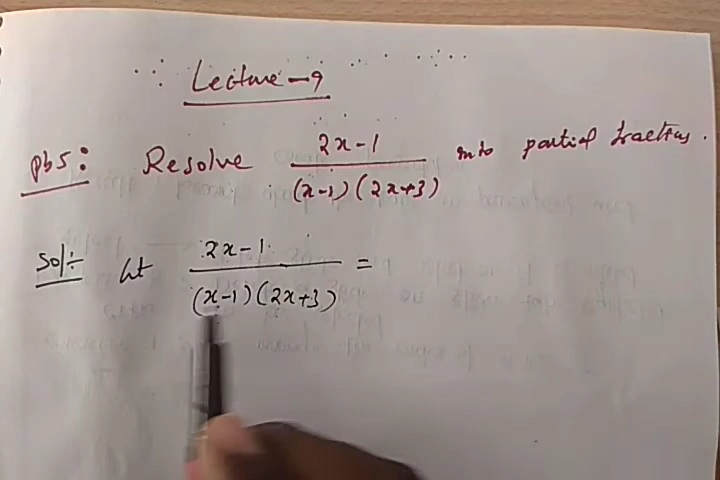 Lecture-9
pb5: Resolve (2x-1)/((x-1)(2x+3)) into partial fractions.
Sol:- Let (2x-1)/((x-1)(2x+3)) =